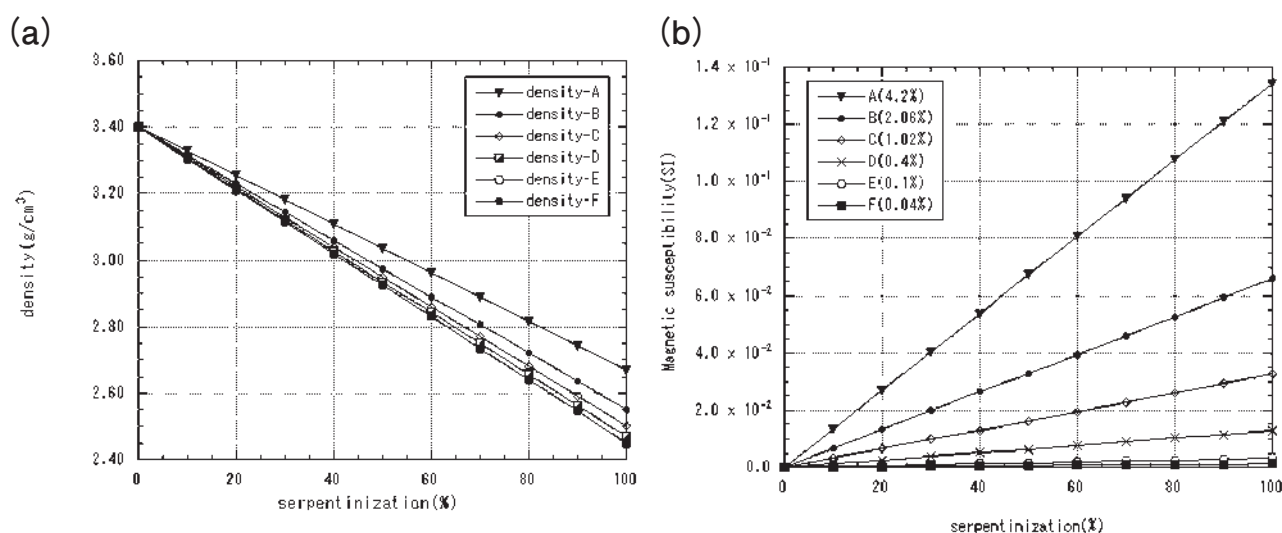 (a)
3.60
3.40
3.20
3.00
2.80
2.60
2.40
density(g/cm³)
density-A
density-B
density-C
density-D
density-E
density-F
0 20 40 60 80 100
serpentinization(%)
(b)
1.4 x 10⁻¹
1.2 x 10⁻¹
1.0 x 10⁻¹
8.0 x 10⁻²
6.0 x 10⁻²
4.0 x 10⁻²
2.0 x 10⁻²
0.0
Magnetic susceptibility(SI)
A(4.2%)
B(2.06%)
C(1.02%)
D(0.4%)
E(0.1%)
F(0.04%)
0 20 40 60 80 100
serpentinization(%)